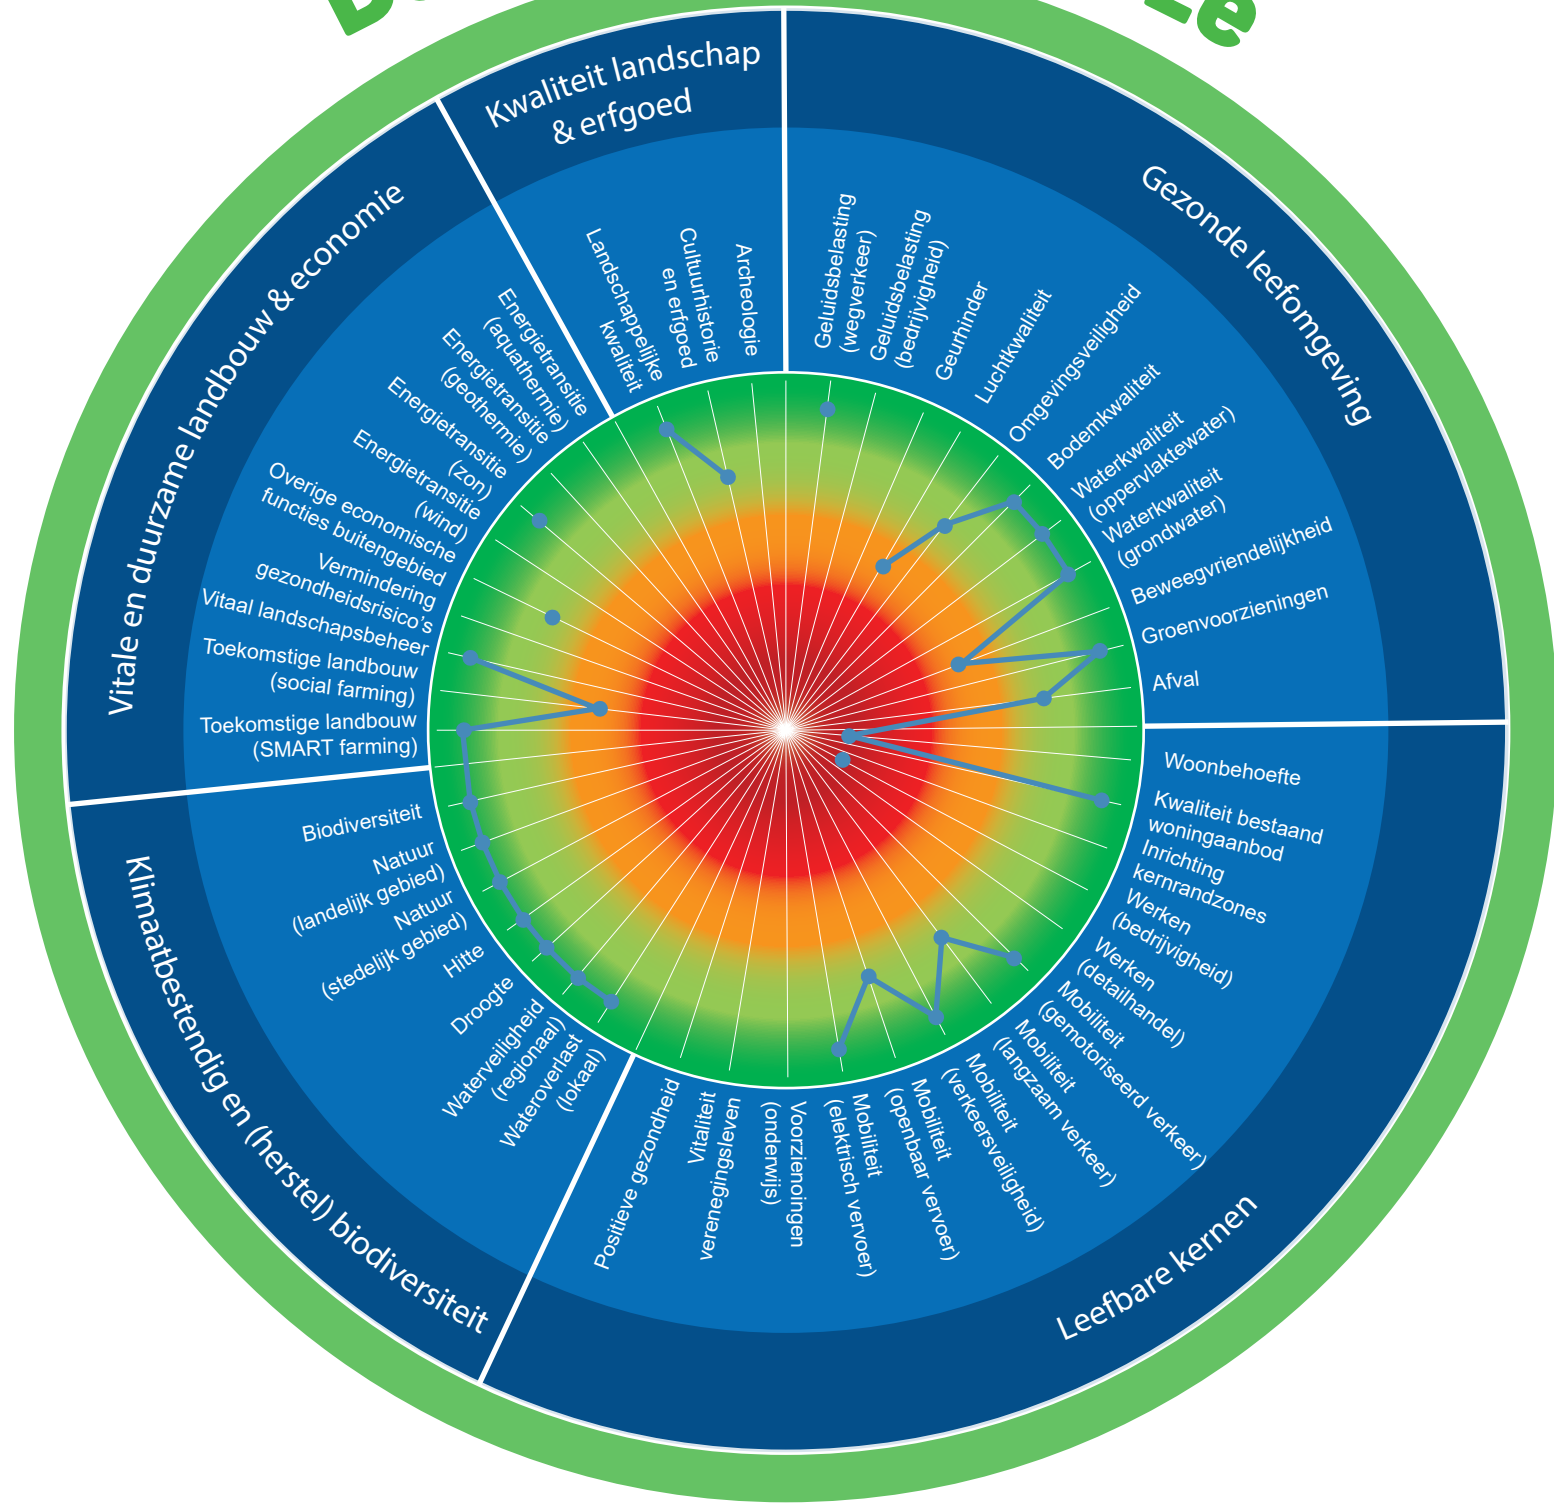 Kwaliteit landschap
& erfgoed
Gezonde leefomgeving
Leefbare kernen
Klimaatbestendig en (herstel) biodiversiteit
Vitale en duurzame landbouw & economie
Geluidsbelasting
(wegverkeer)
Geluidsbelasting
(bedrijvigheid)
Geurhinder
Luchtkwaliteit
Omgevingsveiligheid
Bodemkwaliteit
Waterkwaliteit
(oppervlaktewater)
Waterkwaliteit
(grondwater)
Beweegvriendelijkheid
Groenvoorzieningen
Afval
Woonbehoefte
Kwaliteit bestaand
woningaanbod
Inrichting
kernrandzones
Werken
(bedrijvigheid)
Werken
(detailhandel)
Mobiliteit
(gemotoriseerd verkeer)
Mobiliteit
(langzaam verkeer)
Mobiliteit
(verkeersveiligheid)
Mobiliteit
(openbaar vervoer)
Mobiliteit
(elektrisch vervoer)
Voorzienoingen
(onderwijs)
Vitaliteit
verenegingsleven
Positieve gezondheid
Wateroverlast
(lokaal)
Waterveiligheid
(regionaal)
Droogte
Hitte
Natuur
(stedelijk gebied)
Natuur
(landelijk gebied)
Biodiversiteit
Toekomstige landbouw
(SMART farming)
Toekomstige landbouw
(social farming)
Vitaal landschapsbeheer
Vermindering
gezondheidsrisico's
Overige economische
functies buitengebied
Energietransitie
(wind)
Energietransitie
(zon)
Energietransitie
(geothermie)
Energietransitie
(aquathermie)
Landschappelijke
kwaliteit
Cultuurhistorie
en erfgoed
Archeologie